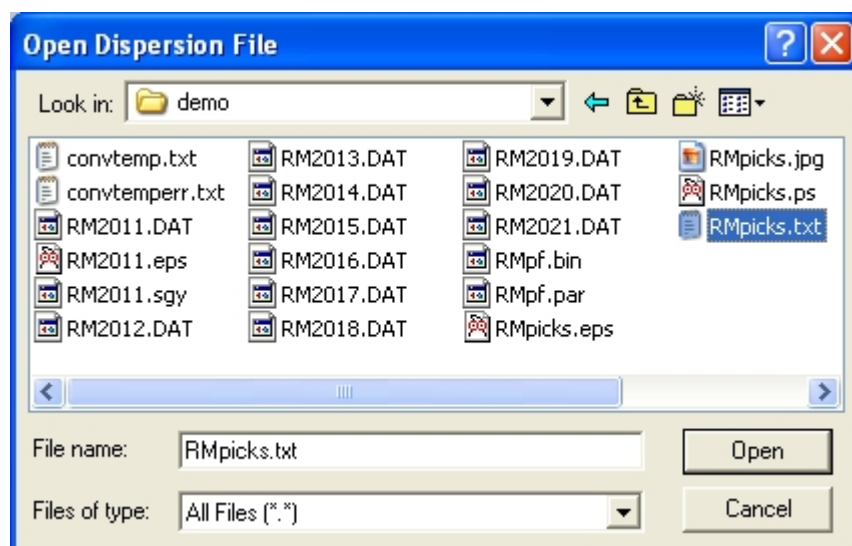 Open Dispersion File
Look in: demo
convtemp.txt RM2013.DAT RM2019.DAT RMpicks.jpg
convtemperr.txt RM2014.DAT RM2020.DAT RMpicks.ps
RM2011.DAT RM2015.DAT RM2021.DAT RMpicks.txt
RM2011.eps RM2016.DAT RMpf.bin
RM2011.sgy RM2017.DAT RMpf.par
RM2012.DAT RM2018.DAT RMpicks.eps
File name: RMpicks.txt Open
Files of type: All Files (*.*) Cancel